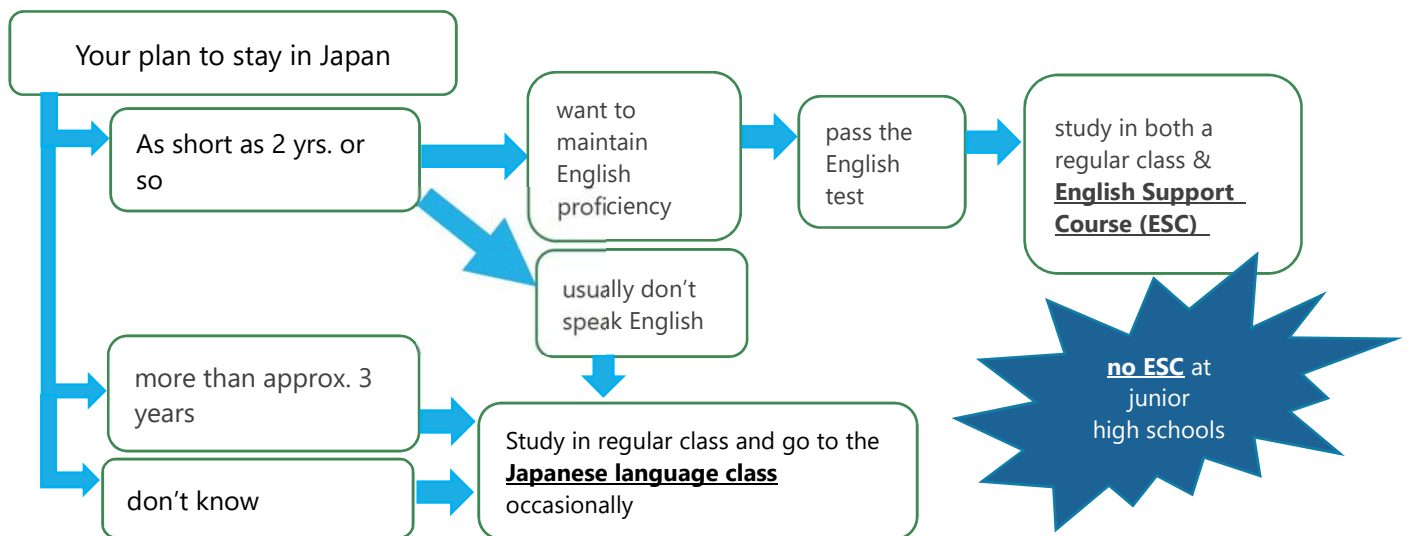 Your plan to stay in Japan
As short as 2 yrs. or
so
want to
maintain
English
proficiency
pass the
English
test
study in both a
regular class &
English Support
Course (ESC)
usually don't
speak English
more than approx. 3
years
don't know
Study in regular class and go to the
Japanese language class
occasionally
no ESC at
junior
high schools